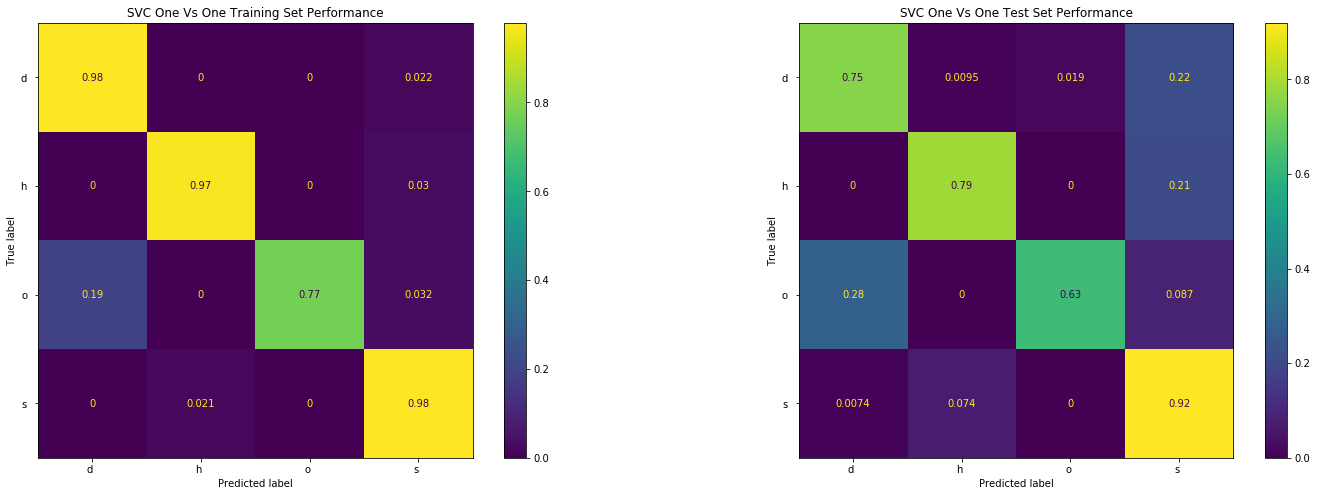 SVC One Vs One Training Set Performance
d 0.98 0 0 0.022
h 0 0.97 0 0.03
o 0.19 0 0.77 0.032
s 0 0.021 0 0.98
d h o s
True label
Predicted label
0.8
0.6
0.4
0.2
0.0
SVC One Vs One Test Set Performance
d 0.75 0.0095 0.019 0.22
h 0 0.79 0 0.21
o 0.28 0 0.63 0.087
s 0.0074 0.074 0 0.92
d h o s
True label
Predicted label
0.8
0.6
0.4
0.2
0.0